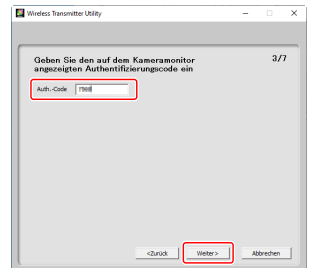 Wireless Transmitter Utility
Geben Sie den auf dem Kameramonitor 3/7
angezeigten Authentifizierungscode ein
Auth.-Code
<Zurück Weiter> Abbrechen